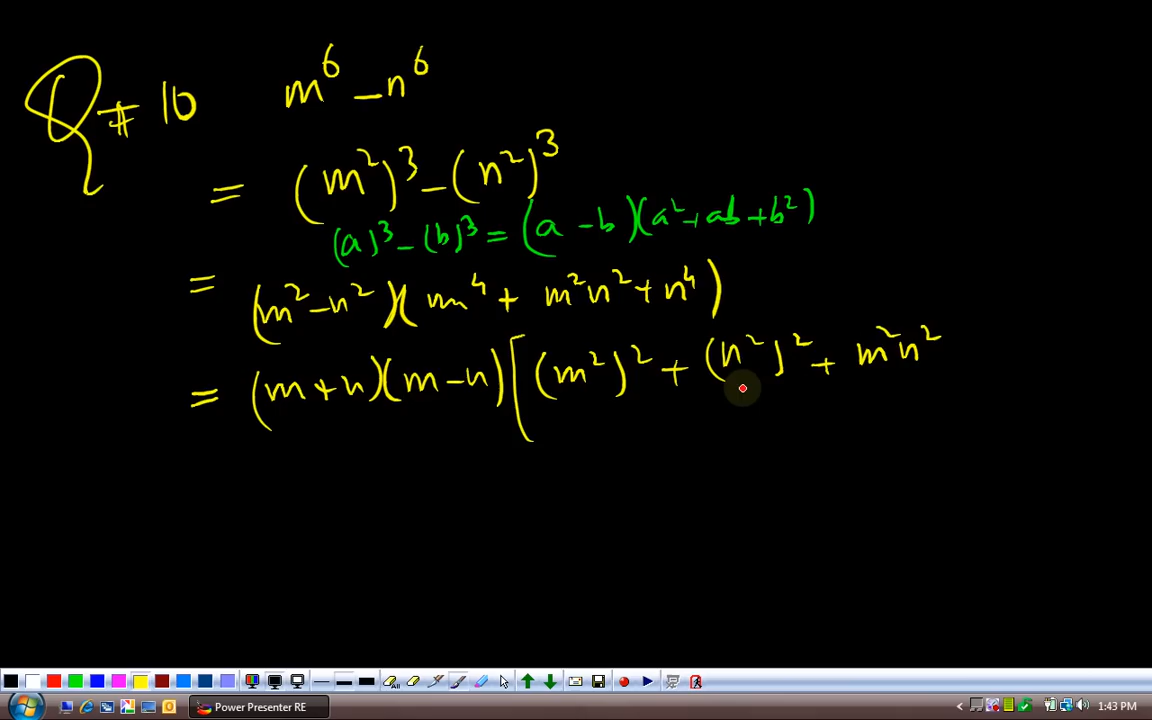 Q # 10 m⁶ – n⁶
= (m²)³ – (n²)³
(a)³ – (b)³ = (a – b)(a² + ab + b²)
= (m² – n²)(m⁴ + m²n² + n⁴)
= (m + n)(m – n)[(m²)² + (n²)² + m²n²
Power Presenter RE
1:43 PM